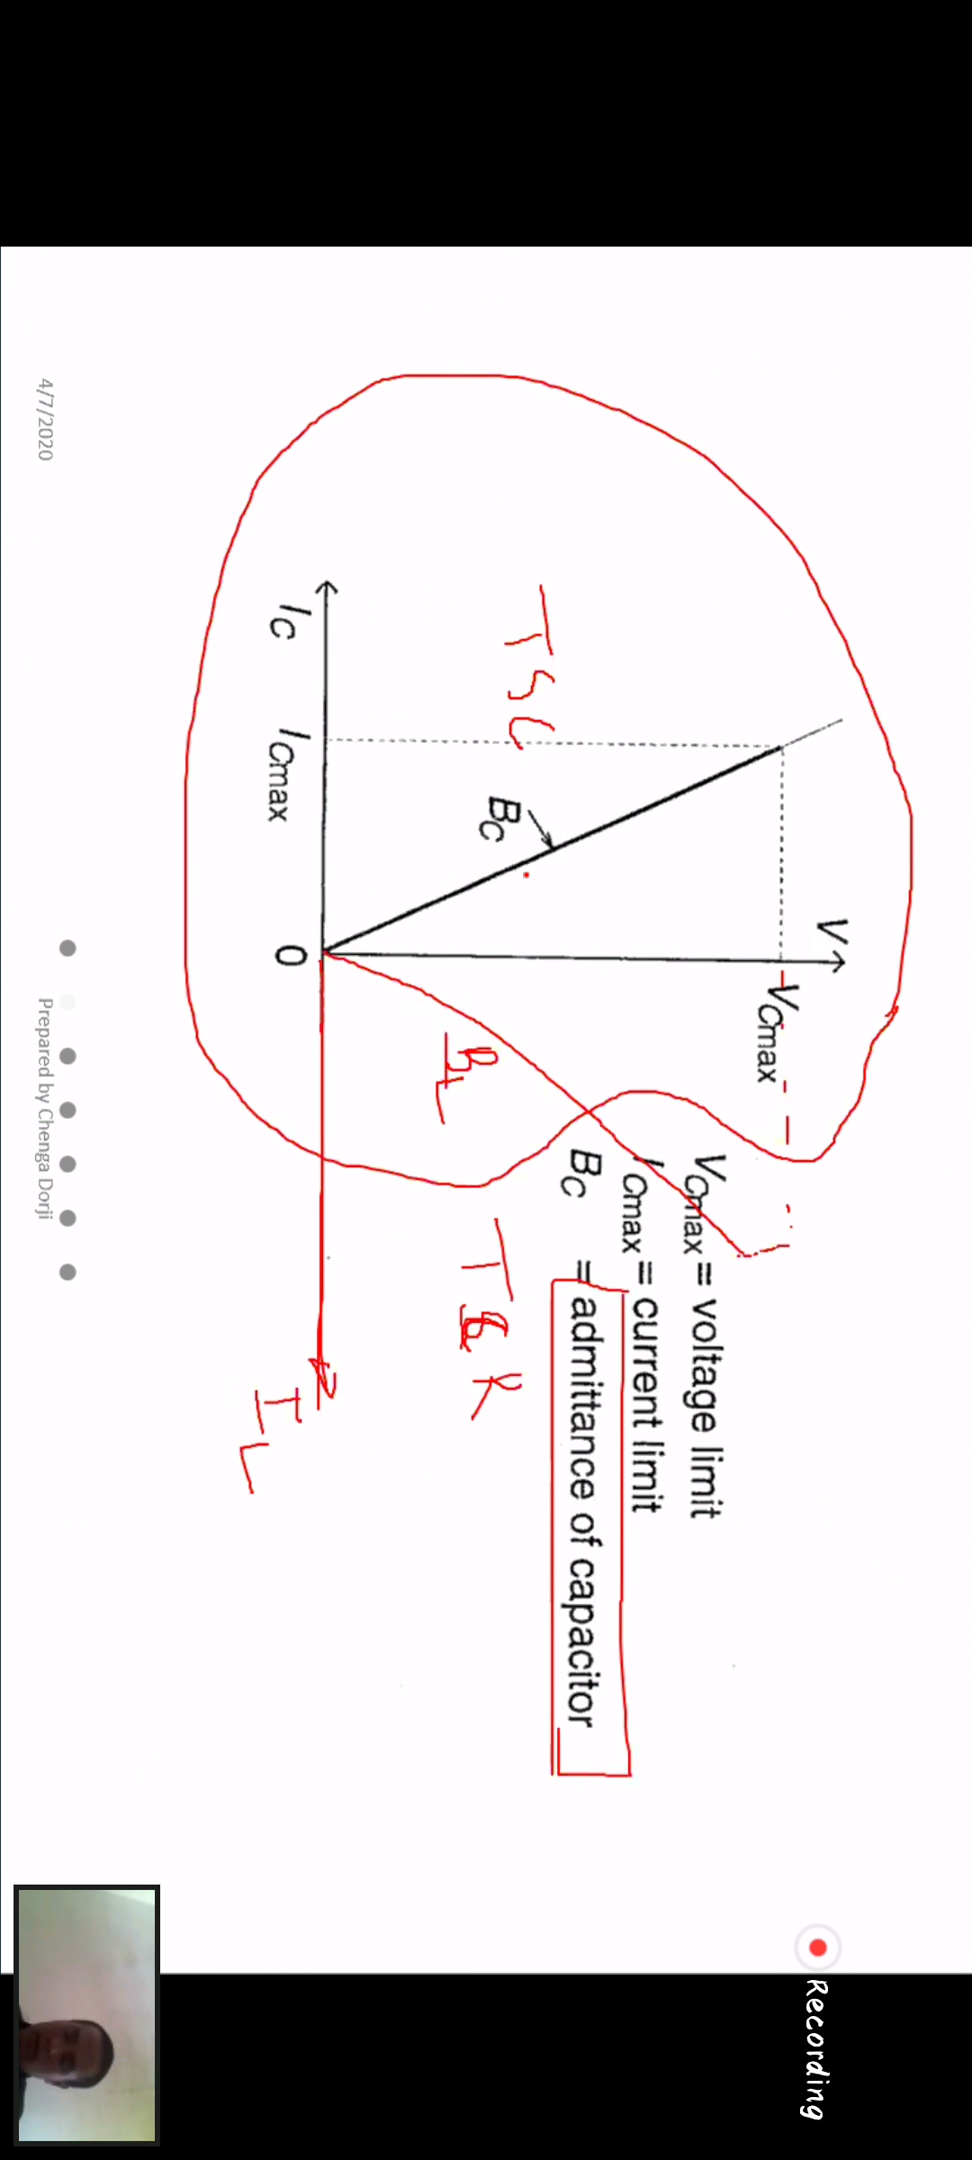 Recording
V
V_Cmax
V_Cmax = voltage limit
I_Cmax = current limit
B_C = admittance of capacitor
TSC
B_C
B_L
I_C
I_Cmax
0
I_L
4/7/2020
Prepared by Chenga Dorji